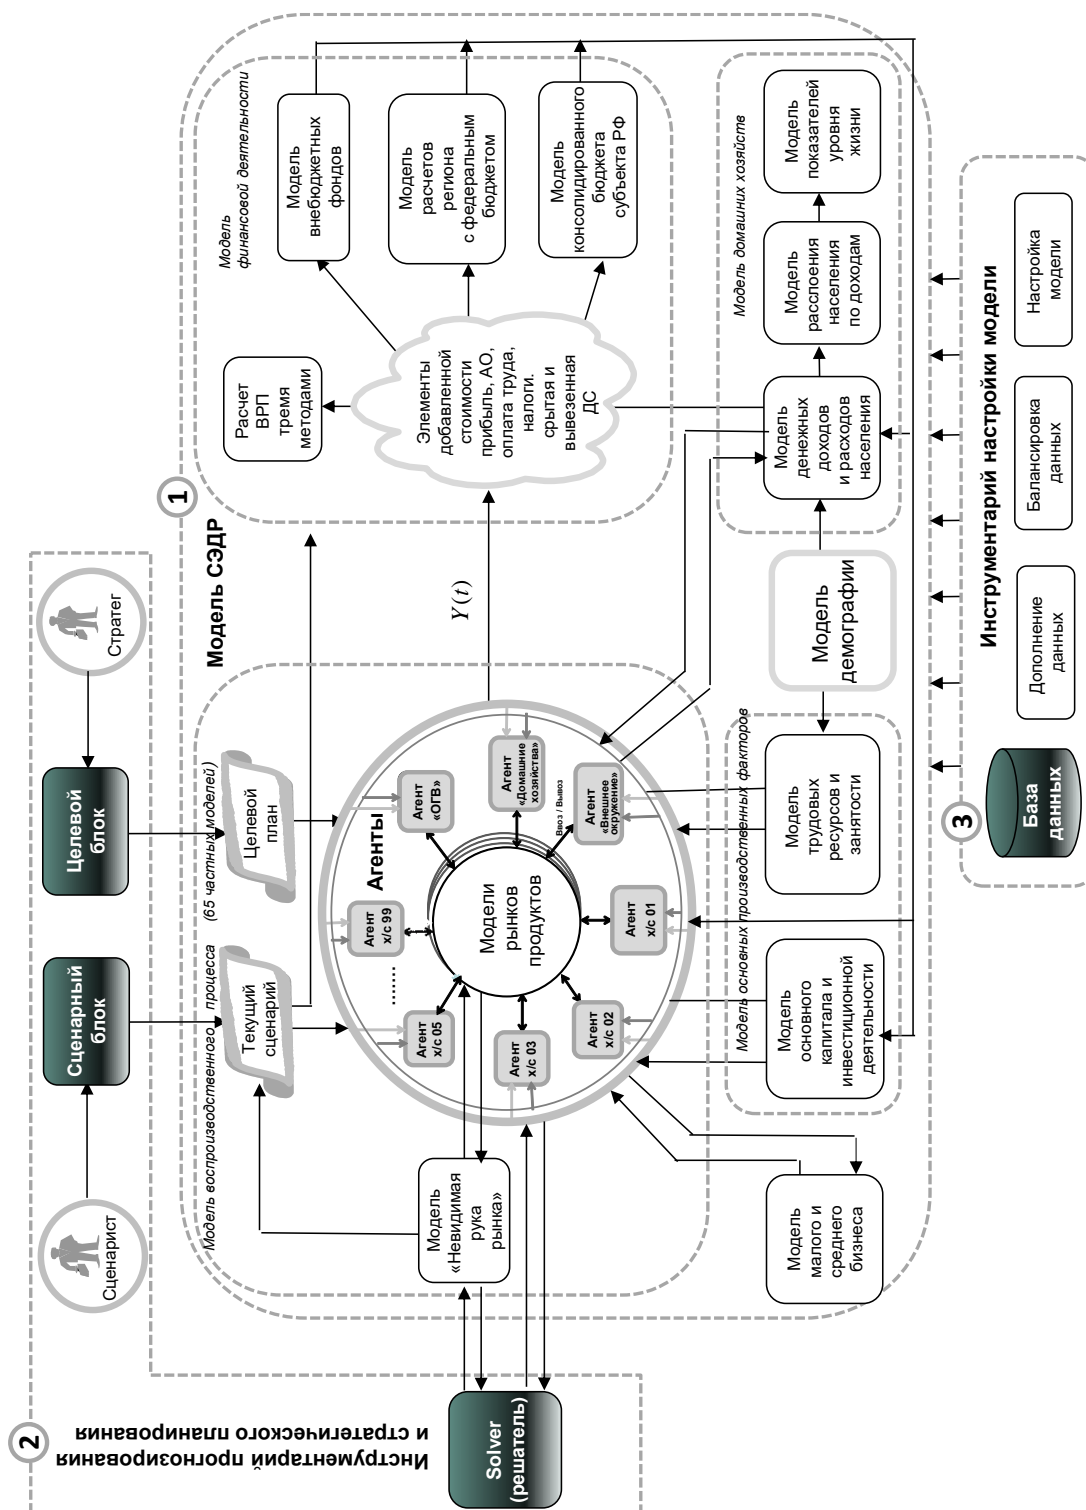 2
Инструментарий прогнозирования
и стратегического планирования
Сценарист
Сценарный
блок
Целевой
блок
Стратег
Solver
(решатель)
1
Модель СЭДР
Модель воспроизводственного процесса
(65 частных моделей)
Текущий
сценарий
Целевой
план
Модель
«Невидимая
рука
рынка»
Агенты
Агент
х/с 05
.......
Агент
х/с 99
Агент
«ОГВ»
Агент
«Домашние
хозяйства»
Ввоз / Вывоз
Агент
«Внешнее
окружение»
Агент
х/с 01
Агент
х/с 02
Агент
х/с 03
Модели
рынков
продуктов
Y(t)
Модель
финансовой деятельности
Расчет
ВРП
тремя
методами
Элементы
добавленной
стоимости
прибыль, АО,
оплата труда,
налоги.
срытая и
вывезенная
ДС
Модель
внебюджетных
фондов
Модель
расчетов
региона
с федеральным
бюджетом
Модель
консолидированного
бюджета
субъекта РФ
Модель
малого и
среднего
бизнеса
Модель основных производственных факторов
Модель
основного
капитала и
инвестиционной
деятельности
Модель
трудовых
ресурсов и
занятости
Модель
демографии
Модель домашних хозяйств
Модель
денежных
доходов
и расходов
населения
Модель
расслоения
населения
по доходам
Модель
показателей
уровня
жизни
3
Инструментарий настройки модели
База
данных
Дополнение
данных
Балансировка
данных
Настройка
модели